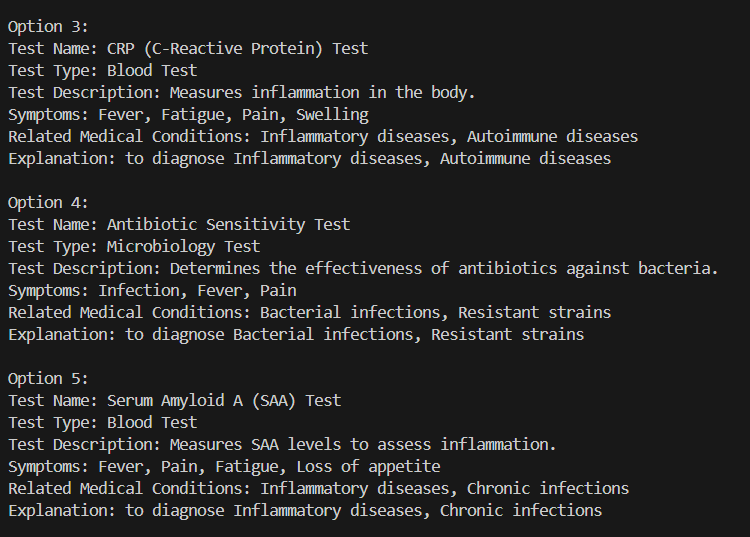 Option 3:
Test Name: CRP (C-Reactive Protein) Test
Test Type: Blood Test
Test Description: Measures inflammation in the body.
Symptoms: Fever, Fatigue, Pain, Swelling
Related Medical Conditions: Inflammatory diseases, Autoimmune diseases
Explanation: to diagnose Inflammatory diseases, Autoimmune diseases
Option 4:
Test Name: Antibiotic Sensitivity Test
Test Type: Microbiology Test
Test Description: Determines the effectiveness of antibiotics against bacteria.
Symptoms: Infection, Fever, Pain
Related Medical Conditions: Bacterial infections, Resistant strains
Explanation: to diagnose Bacterial infections, Resistant strains
Option 5:
Test Name: Serum Amyloid A (SAA) Test
Test Type: Blood Test
Test Description: Measures SAA levels to assess inflammation.
Symptoms: Fever, Pain, Fatigue, Loss of appetite
Related Medical Conditions: Inflammatory diseases, Chronic infections
Explanation: to diagnose Inflammatory diseases, Chronic infections